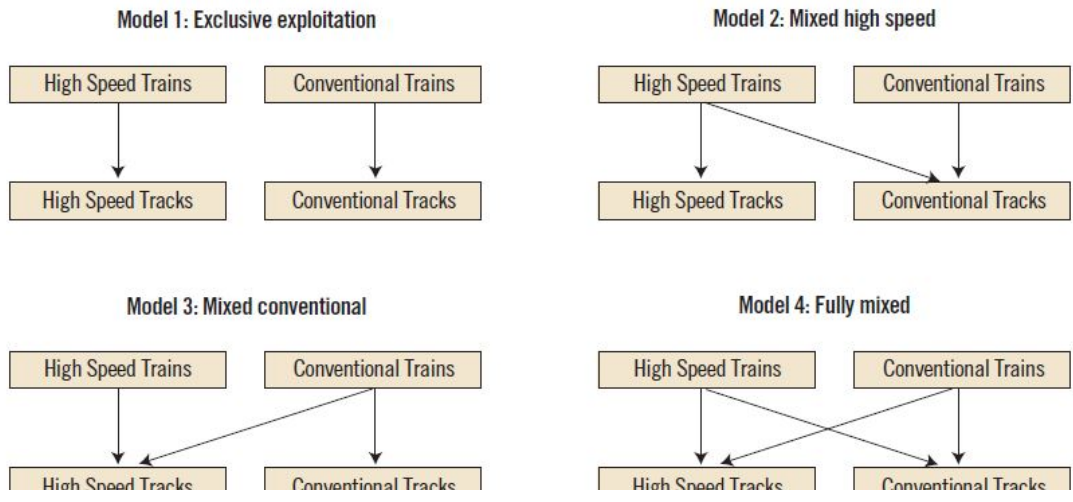 Model 1: Exclusive exploitation
High Speed Trains
Conventional Trains
High Speed Tracks
Conventional Tracks
Model 2: Mixed high speed
High Speed Trains
Conventional Trains
High Speed Tracks
Conventional Tracks
Model 3: Mixed conventional
High Speed Trains
Conventional Trains
High Speed Tracks
Conventional Tracks
Model 4: Fully mixed
High Speed Trains
Conventional Trains
High Speed Tracks
Conventional Tracks